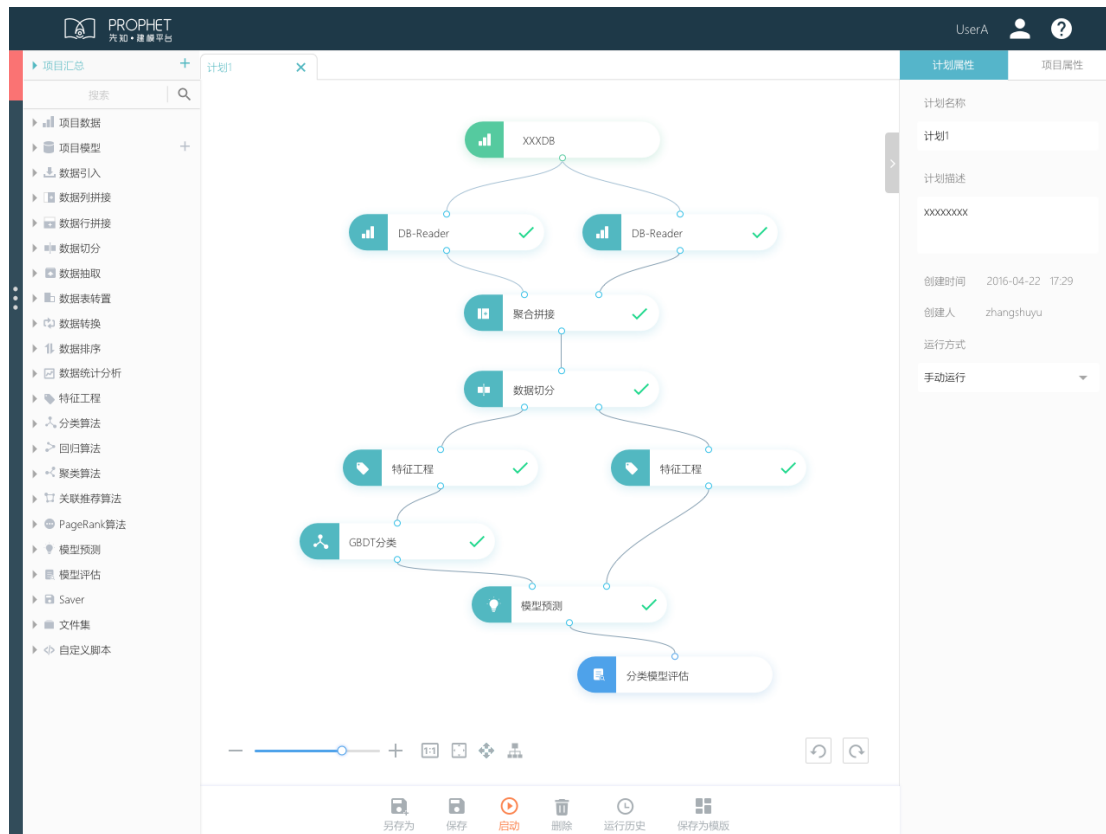 PROPHET
先知•建模平台
UserA
项目汇总
搜索
项目数据
项目模型
数据引入
数据列拼接
数据行拼接
数据切分
数据抽取
数据表转置
数据转换
数据排序
数据统计分析
特征工程
分类算法
回归算法
聚类算法
关联推荐算法
PageRank算法
模型预测
模型评估
Saver
文件集
自定义脚本
计划1
XXXDB
DB-Reader
DB-Reader
聚合拼接
数据切分
特征工程
特征工程
GBDT分类
模型预测
分类模型评估
1:1
另存为
保存
启动
删除
运行历史
保存为模版
计划属性
项目属性
计划名称
计划1
计划描述
xxxxxxxx
创建时间 2016-04-22 17:29
创建人 zhangshuyu
运行方式
手动运行